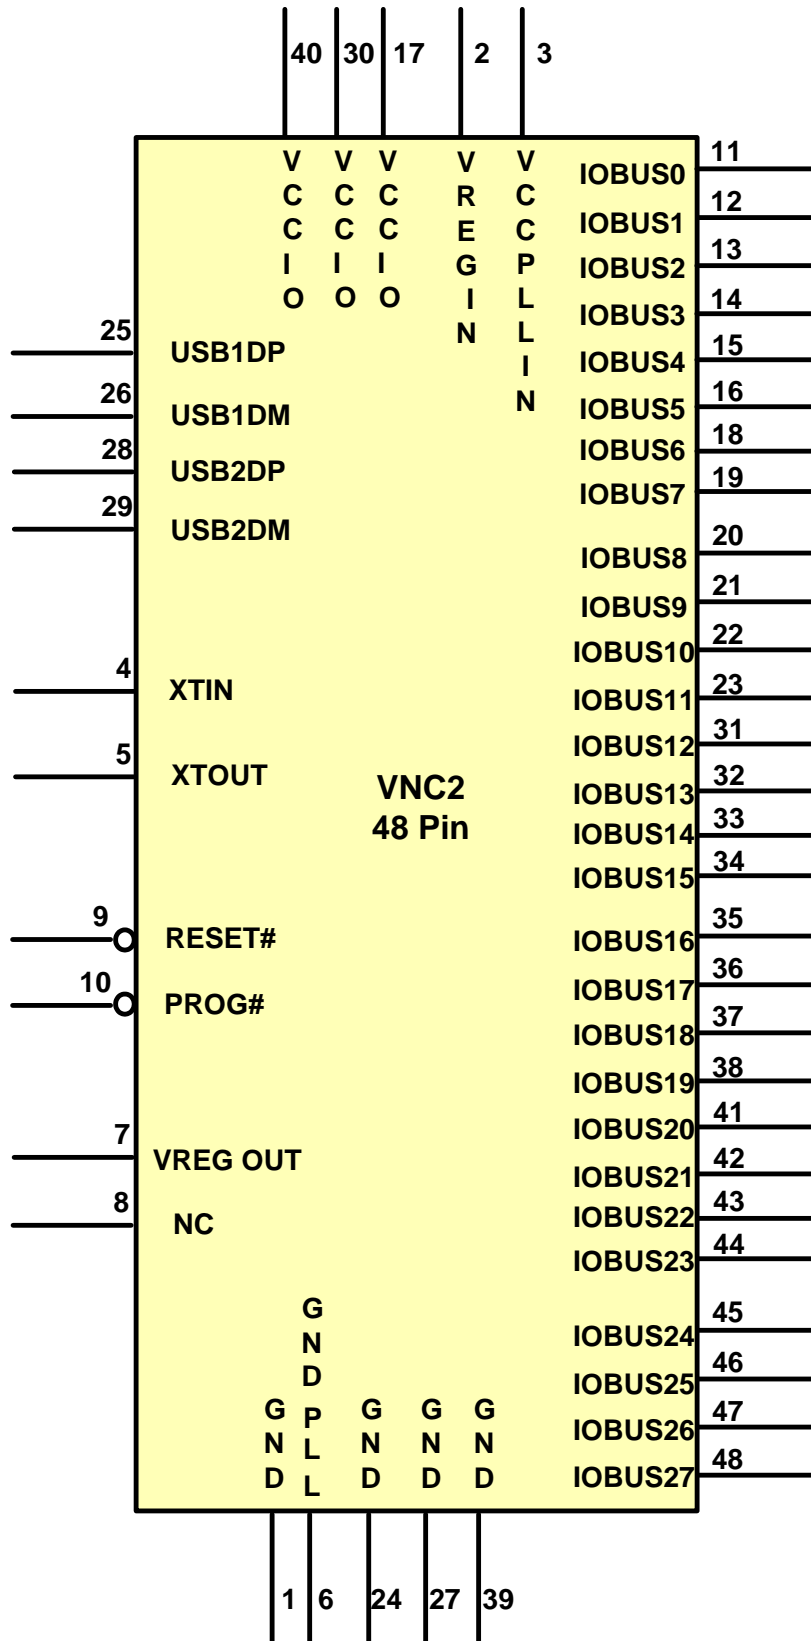 40 30 17 2 3
VCCIO VCCIO VCCIO VREGIN VCCPLLIN
25 USB1DP
26 USB1DM
28 USB2DP
29 USB2DM
4 XTIN
5 XTOUT
9 RESET#
10 PROG#
7 VREG OUT
8 NC
VNC2
48 Pin
IOBUS0 11
IOBUS1 12
IOBUS2 13
IOBUS3 14
IOBUS4 15
IOBUS5 16
IOBUS6 18
IOBUS7 19
IOBUS8 20
IOBUS9 21
IOBUS10 22
IOBUS11 23
IOBUS12 31
IOBUS13 32
IOBUS14 33
IOBUS15 34
IOBUS16 35
IOBUS17 36
IOBUS18 37
IOBUS19 38
IOBUS20 41
IOBUS21 42
IOBUS22 43
IOBUS23 44
IOBUS24 45
IOBUS25 46
IOBUS26 47
IOBUS27 48
GND GND PLL GND GND GND
1 6 24 27 39